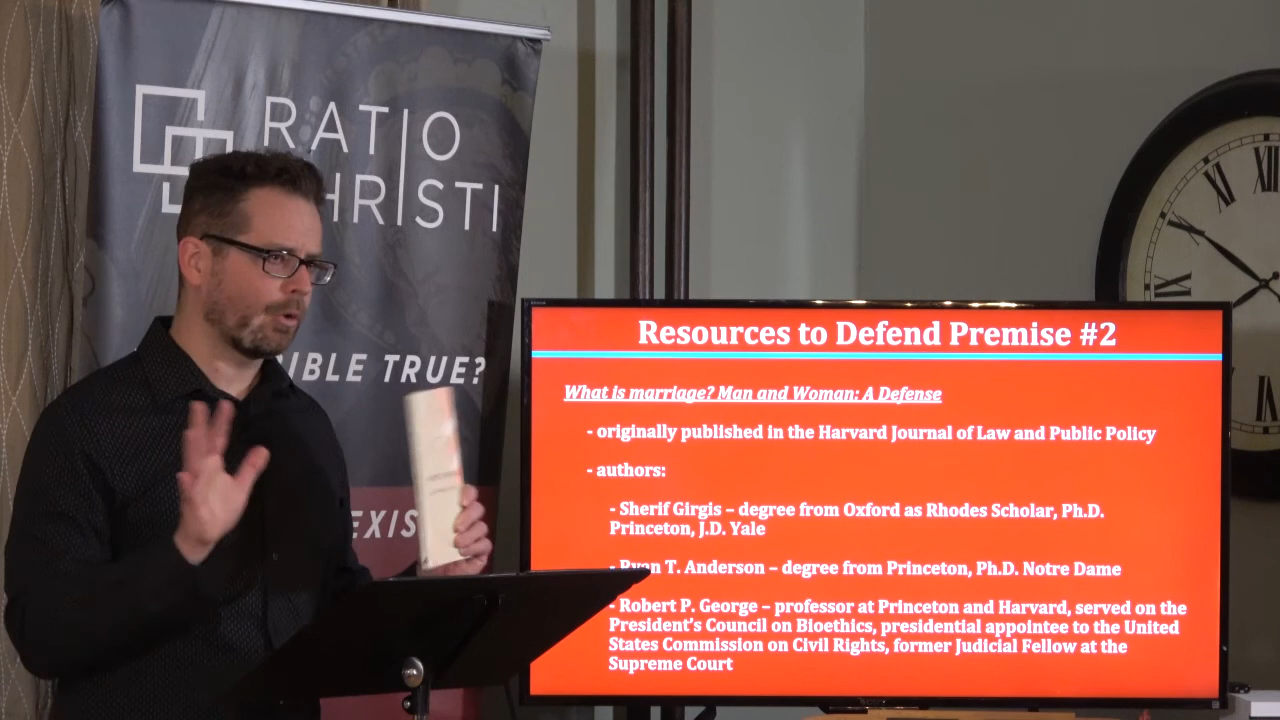 RATIO
HRISTI
IBLE TRUE?
EXIS
Resources to Defend Premise #2
What is marriage? Man and Woman: A Defense
- originally published in the Harvard Journal of Law and Public Policy
- authors:
- Sherif Girgis – degree from Oxford as Rhodes Scholar, Ph.D.
Princeton, J.D. Yale
- Ryan T. Anderson – degree from Princeton, Ph.D. Notre Dame
- Robert P. George – professor at Princeton and Harvard, served on the
President's Council on Bioethics, presidential appointee to the United
States Commission on Civil Rights, former Judicial Fellow at the
Supreme Court
XII
XI
X
IX